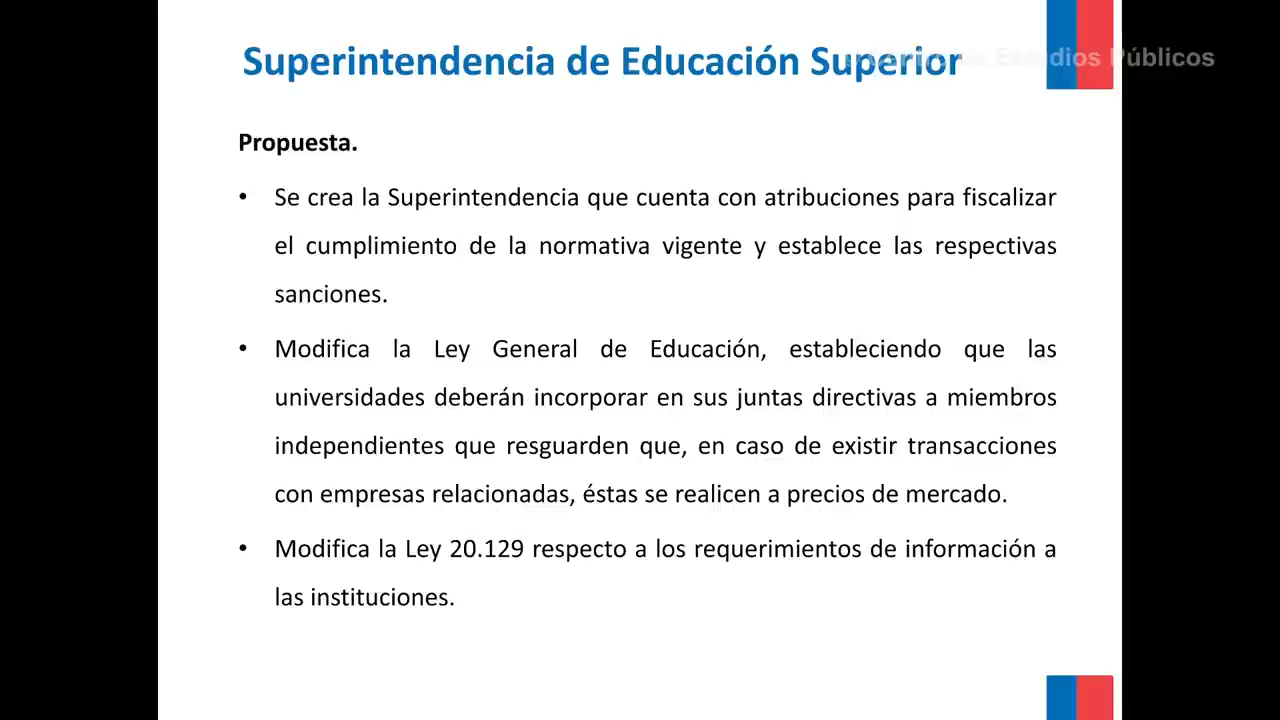 Superintendencia de Educación Superior
Estudios Públicos
Propuesta.
• Se crea la Superintendencia que cuenta con atribuciones para fiscalizar
el cumplimiento de la normativa vigente y establece las respectivas
sanciones.
• Modifica la Ley General de Educación, estableciendo que las
universidades deberán incorporar en sus juntas directivas a miembros
independientes que resguarden que, en caso de existir transacciones
con empresas relacionadas, éstas se realicen a precios de mercado.
• Modifica la Ley 20.129 respecto a los requerimientos de información a
las instituciones.